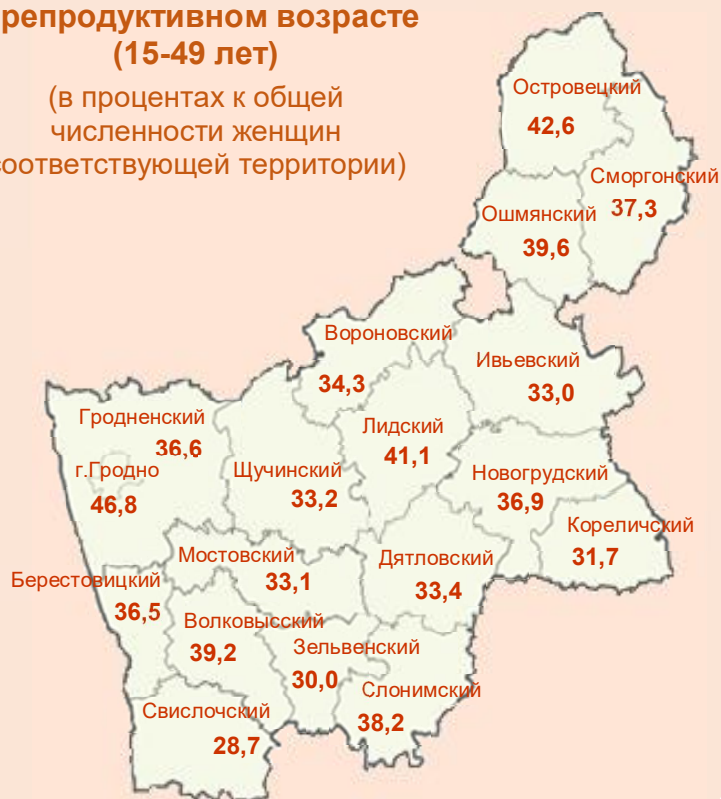 репродуктивном возрасте
(15-49 лет)
(в процентах к общей
численности женщин
соответствующей территории)
Островецкий
42,6
Сморгонский
37,3
Ошмянский
39,6
Вороновский
34,3
Ивьевский
33,0
Гродненский
36,6
г.Гродно
46,8
Щучинский
33,2
Лидский
41,1
Новогрудский
36,9
Кореличский
31,7
Мостовский
33,1
Дятловский
33,4
Берестовицкий
36,5
Волковысский
39,2
Зельвенский
30,0
Слонимский
38,2
Свислочский
28,7